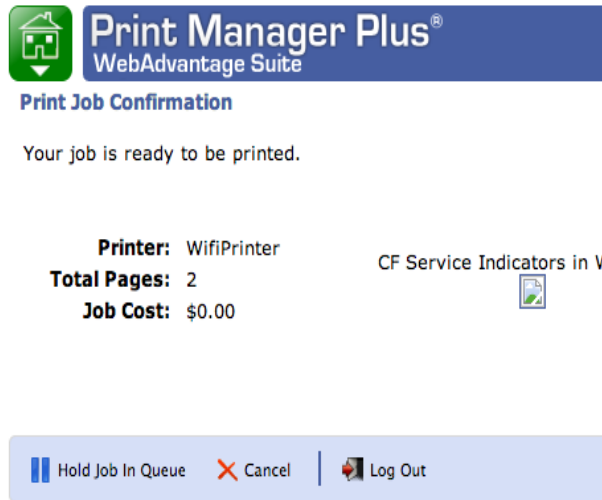 Print Manager Plus®
WebAdvantage Suite
Print Job Confirmation
Your job is ready to be printed.
Printer: WifiPrinter
Total Pages: 2
Job Cost: $0.00
CF Service Indicators in
Hold Job In Queue Cancel Log Out